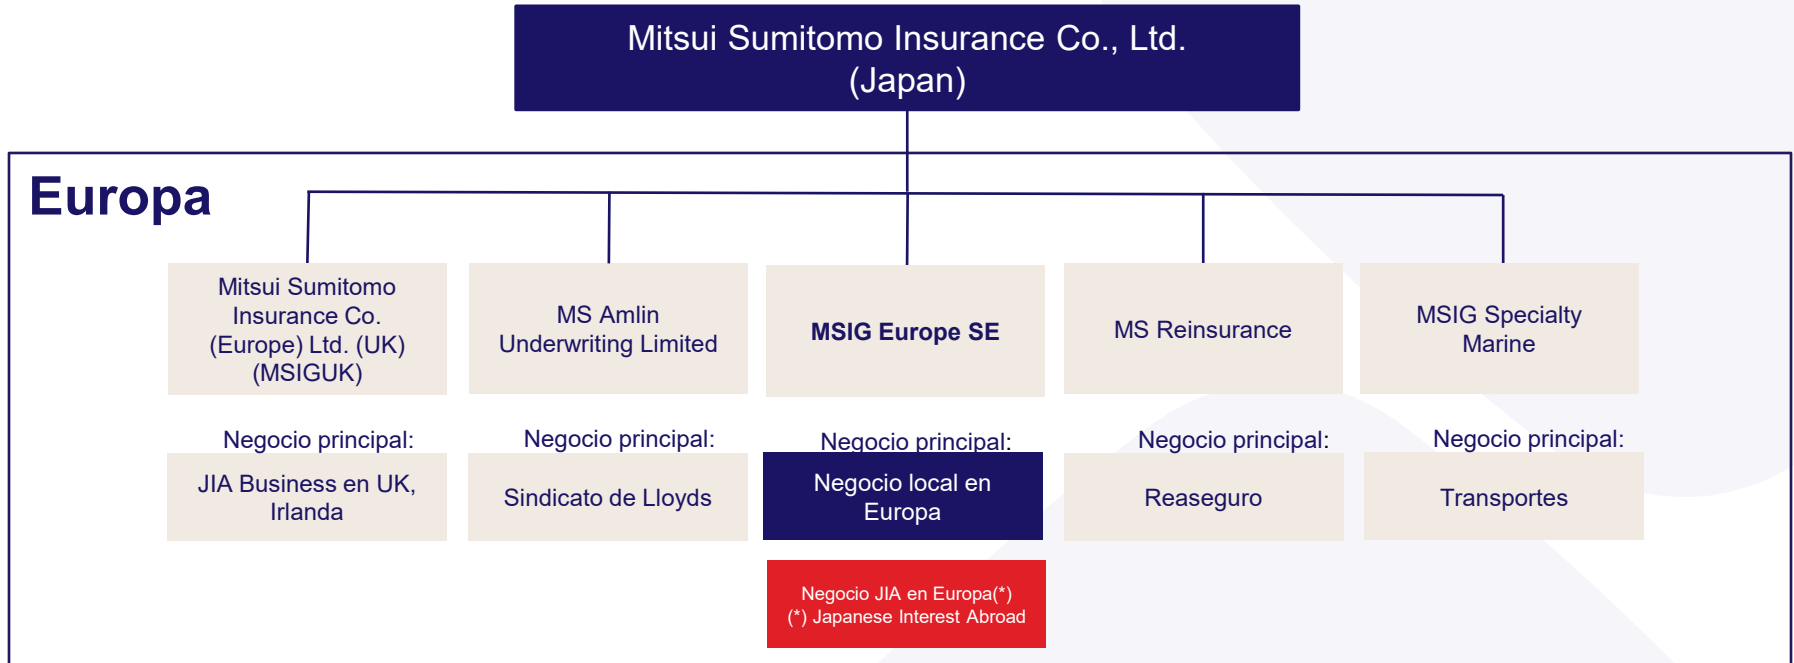 Mitsui Sumitomo Insurance Co., Ltd.
(Japan)
Europa
Mitsui Sumitomo
Insurance Co.
(Europe) Ltd. (UK)
(MSIGUK)
MS Amlin
Underwriting Limited
MSIG Europe SE
MS Reinsurance
MSIG Specialty
Marine
Negocio principal:
JIA Business en UK,
Irlanda
Negocio principal:
Sindicato de Lloyds
Negocio principal:
Negocio local en
Europa
Negocio JIA en Europa(*)
(*) Japanese Interest Abroad
Negocio principal:
Reaseguro
Negocio principal:
Transportes